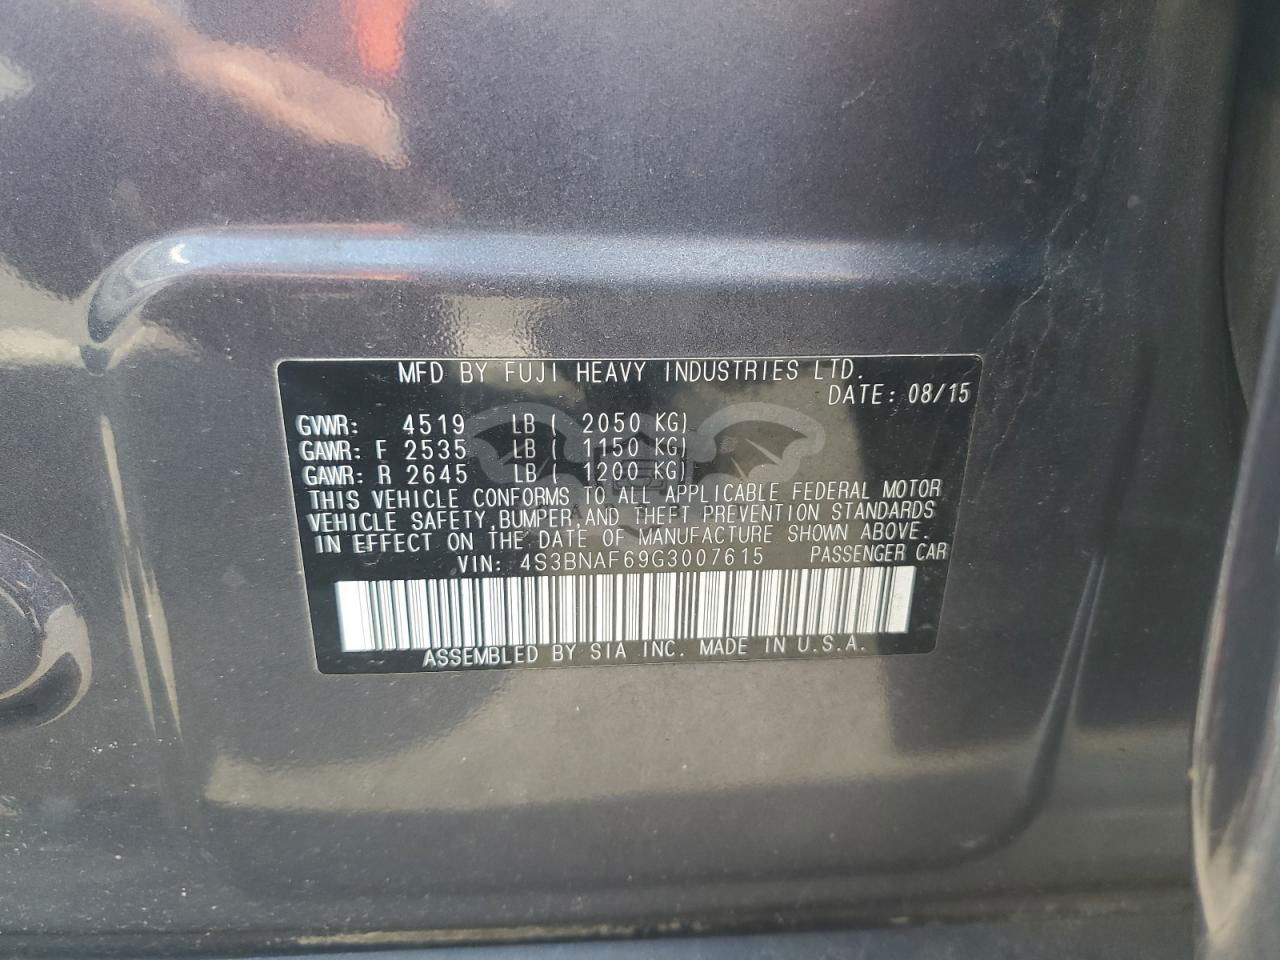 MFD BY FUJI HEAVY INDUSTRIES LTD.
DATE: 08/15
GVWR: 4519 LB ( 2050 KG)
GAWR: F 2535 LB ( 1150 KG)
GAWR: R 2645 LB ( 1200 KG)
THIS VEHICLE CONFORMS TO ALL APPLICABLE FEDERAL MOTOR
VEHICLE SAFETY,BUMPER,AND THEFT PREVENTION STANDARDS
IN EFFECT ON THE DATE OF MANUFACTURE SHOWN ABOVE.
VIN: 4S3BNAF69G3007615 PASSENGER CAR
ASSEMBLED BY SIA INC. MADE IN U.S.A.